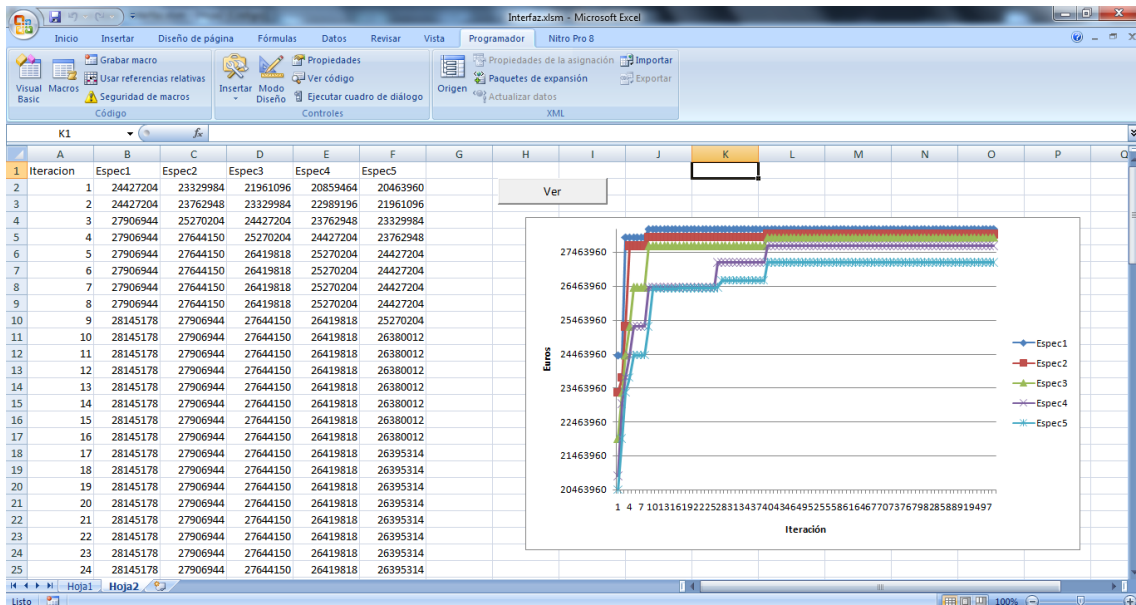 Interfaz.xlsm - Microsoft Excel
Inicio Insertar Diseño de página Fórmulas Datos Revisar Vista Programador Nitro Pro 8
Visual Basic
Macros
Grabar macro
Usar referencias relativas
Seguridad de macros
Código
Insertar
Modo Diseño
Propiedades
Ver código
Ejecutar cuadro de diálogo
Controles
Origen
Propiedades de la asignación
Paquetes de expansión
Actualizar datos
Importar
Exportar
XML
K1 fx
A B C D E F G H I J K L M N O P Q
1 Iteracion Espec1 Espec2 Espec3 Espec4 Espec5
2 1 24427204 23329984 21961096 20859464 20463960
3 2 24427204 23762948 23329984 22989196 21961096
4 3 27906944 25270204 24427204 23762948 23329984
5 4 27906944 27644150 25270204 24427204 23762948
6 5 27906944 27644150 26419818 25270204 24427204
7 6 27906944 27644150 26419818 25270204 24427204
8 7 27906944 27644150 26419818 25270204 24427204
9 8 27906944 27644150 26419818 25270204 24427204
10 9 28145178 27906944 27644150 26419818 25270204
11 10 28145178 27906944 27644150 26419818 26380012
12 11 28145178 27906944 27644150 26419818 26380012
13 12 28145178 27906944 27644150 26419818 26380012
14 13 28145178 27906944 27644150 26419818 26380012
15 14 28145178 27906944 27644150 26419818 26380012
16 15 28145178 27906944 27644150 26419818 26380012
17 16 28145178 27906944 27644150 26419818 26380012
18 17 28145178 27906944 27644150 26419818 26395314
19 18 28145178 27906944 27644150 26419818 26395314
20 19 28145178 27906944 27644150 26419818 26395314
21 20 28145178 27906944 27644150 26419818 26395314
22 21 28145178 27906944 27644150 26419818 26395314
23 22 28145178 27906944 27644150 26419818 26395314
24 23 28145178 27906944 27644150 26419818 26395314
25 24 28145178 27906944 27644150 26419818 26395314
Ver
27463960
26463960
25463960
24463960
23463960
22463960
21463960
20463960
Euros
1 4 7 101316192225283134374043464952555861646770737679828588919497
Iteración
Espec1
Espec2
Espec3
Espec4
Espec5
Hoja1 Hoja2
Listo 100%